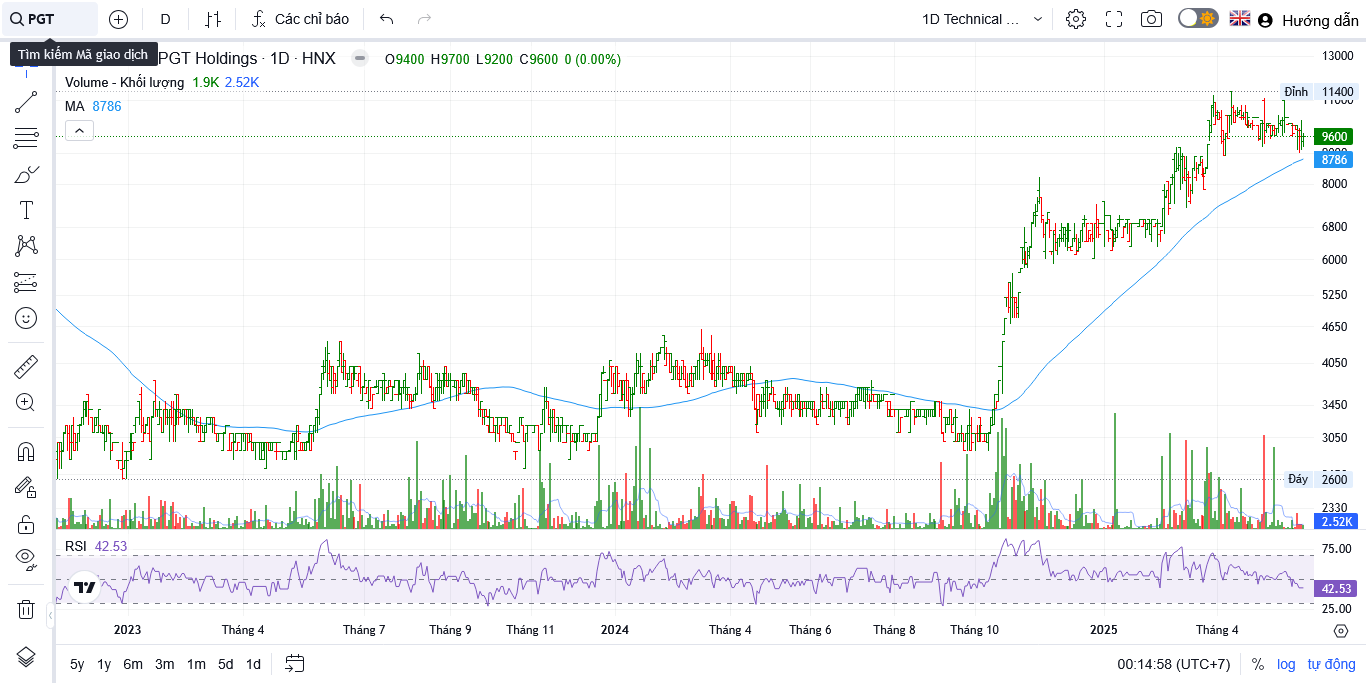 PGT
D
Các chỉ báo
1D Technical ...
Hướng dẫn
Tìm kiếm Mã giao dịch
PGT Holdings · 1D · HNX
O9400 H9700 L9200 C9600 0 (0.00%)
Volume - Khối lượng 1.9K 2.52K
MA 8786
13000
Đỉnh 11400
11000
9600
9000
8786
8000
6800
6000
5250
4650
4050
3450
3050
Đáy 2600
2330
2.52K
RSI 42.53
75.00
42.53
25.00
2023 Tháng 4 Tháng 7 Tháng 9 Tháng 11 2024 Tháng 4 Tháng 6 Tháng 8 Tháng 10 2025 Tháng 4
5y 1y 6m 3m 1m 5d 1d
00:14:58 (UTC+7) % log tự động